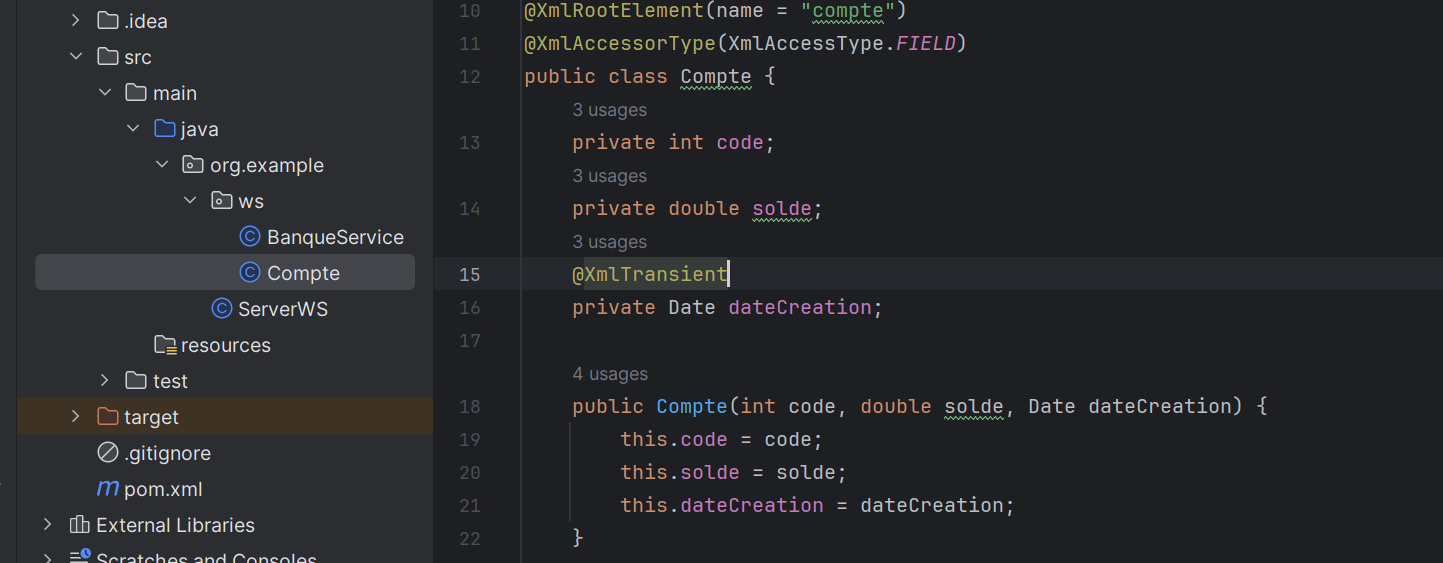 .idea
src
main
java
org.example
ws
BanqueService
Compte
ServerWS
resources
test
target
.gitignore
pom.xml
External Libraries
Scratches and Consoles
10 @XmlRootElement(name = "compte")
11 @XmlAccessorType(XmlAccessType.FIELD)
12 public class Compte {
3 usages
13 private int code;
3 usages
14 private double solde;
3 usages
15 @XmlTransient
16 private Date dateCreation;
17
4 usages
18 public Compte(int code, double solde, Date dateCreation) {
19 this.code = code;
20 this.solde = solde;
21 this.dateCreation = dateCreation;
22 }